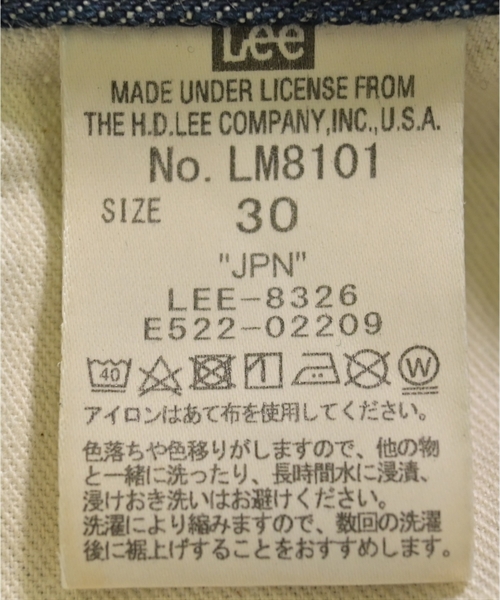 Lee
MADE UNDER LICENSE FROM
THE H.D.LEE COMPANY,INC.,U.S.A.
No. LM8101
SIZE 30
"JPN"
LEE-8326
E522-02209
40 W
アイロンはあて布を使用してください。
色落ちや色移りがしますので、他の物
と一緒に洗ったり、長時間水に浸漬、
浸けおき洗いはお避けください。
洗濯により縮みますので、数回の洗濯
後に裾上げすることをおすすめします。